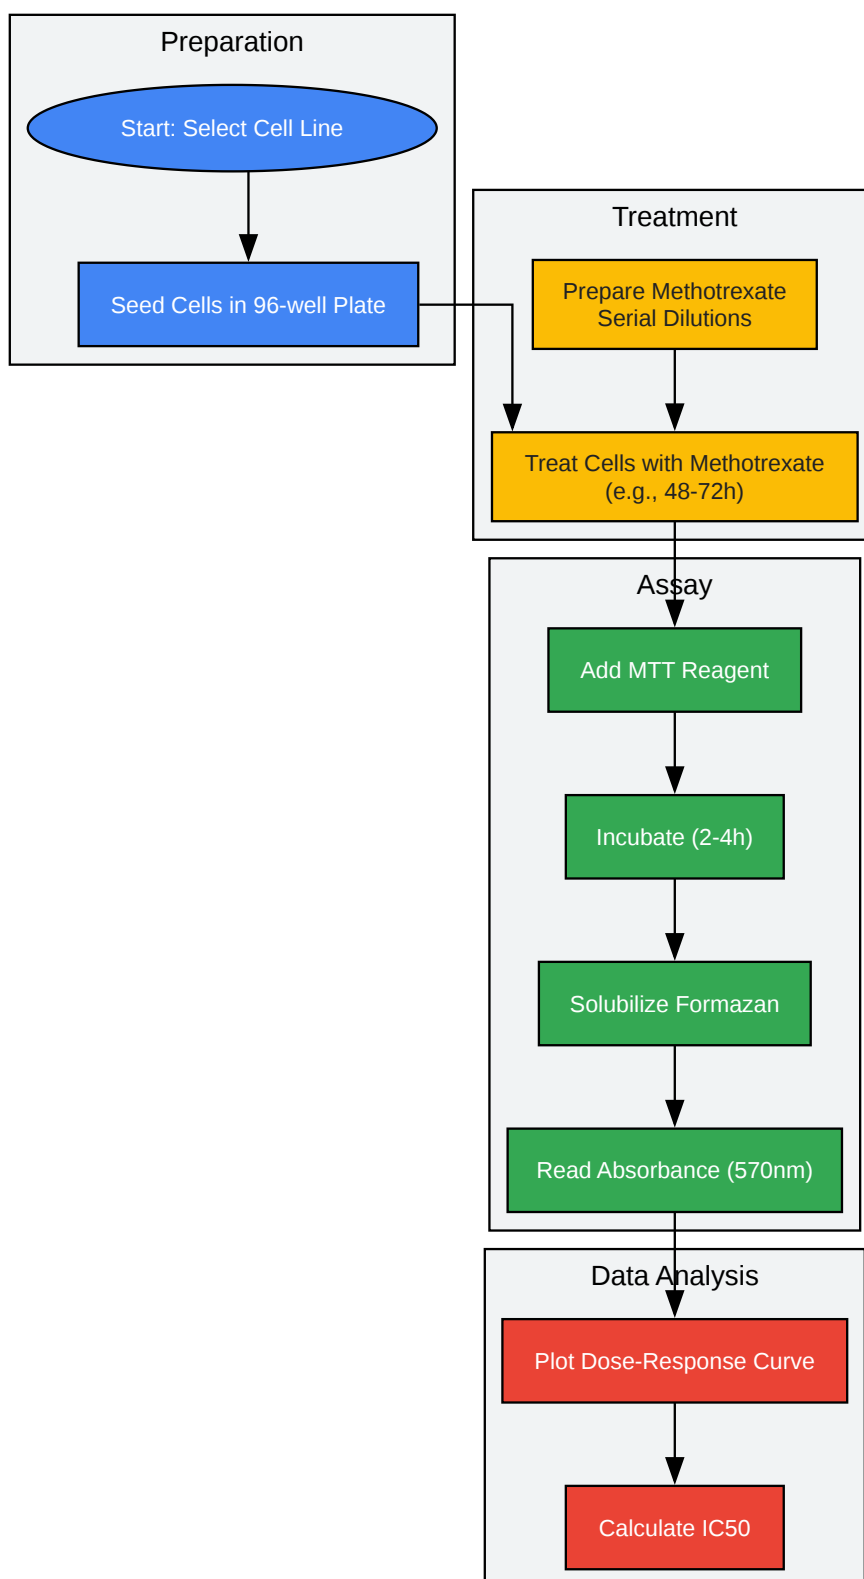 Preparation
Start: Select Cell Line
Seed Cells in 96-well Plate
Treatment
Prepare Methotrexate
Serial Dilutions
Treat Cells with Methotrexate
(e.g., 48-72h)
Assay
Add MTT Reagent
Incubate (2-4h)
Solubilize Formazan
Read Absorbance (570nm)
Data Analysis
Plot Dose-Response Curve
Calculate IC50